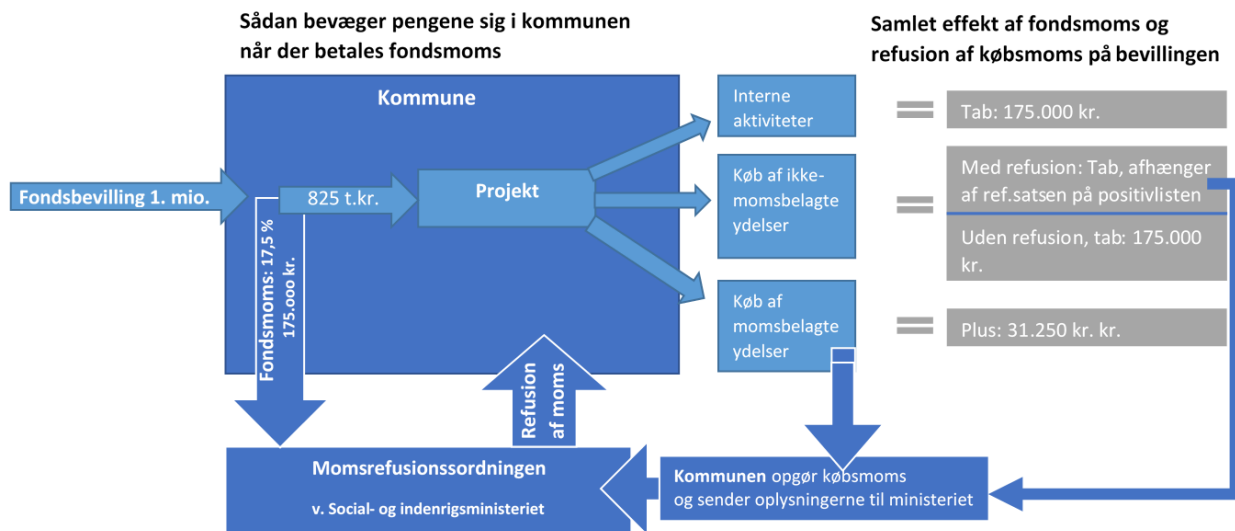 Sådan bevæger pengene sig i kommunen
når der betales fondsmoms
Samlet effekt af fondsmoms og
refusion af købsmoms på bevillingen
Kommune
Fondsbevilling 1. mio.
825 t.kr.
Projekt
Fondsmoms: 17,5 %
175.000 kr.
Interne
aktiviteter
Tab: 175.000 kr.
Køb af ikke-
momsbelagte
ydelser
Med refusion: Tab, afhænger
af ref.satsen på positivlisten
Uden refusion, tab: 175.000
kr.
Køb af
momsbelagte
ydelser
Plus: 31.250 kr. kr.
Refusion
af moms
Momsrefusionssordningen
v. Social- og indenrigsministeriet
Kommunen opgør købsmoms
og sender oplysningerne til ministeriet